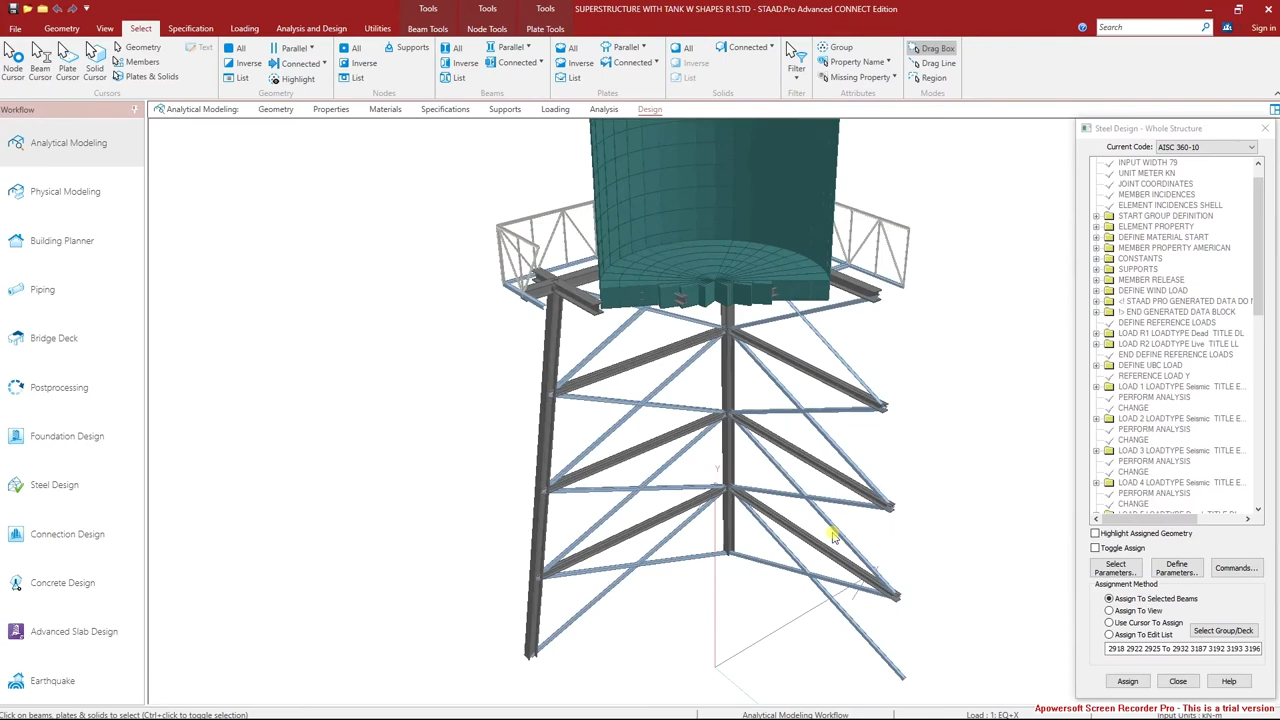 Tools
Tools
Tools
SUPERSTRUCTURE WITH TANK W SHAPES R1.STD - STAAD.Pro Advanced CONNECT Edition
File
Geometry
View
Select
Specification
Loading
Analysis and Design
Utilities
Beam Tools
Node Tools
Plate Tools
Search
Sign in
Node Cursor
Beam Cursor
Plate Cursor
Solid Cursor
Geometry
Members
Plates & Solids
Text
Cursors
All
Inverse
List
Parallel
Connected
Highlight
Geometry
All
Inverse
List
Supports
Nodes
All
Inverse
List
Parallel
Connected
Beams
All
Inverse
List
Parallel
Connected
Plates
All
Inverse
List
Connected
Solids
Filter
Filter
Group
Property Name
Missing Property
Attributes
Drag Box
Drag Line
Region
Modes
Workflow
Analytical Modeling:
Geometry
Properties
Materials
Specifications
Supports
Loading
Analysis
Design
Analytical Modeling
Physical Modeling
Building Planner
Piping
Bridge Deck
Postprocessing
Foundation Design
Steel Design
Connection Design
Concrete Design
Advanced Slab Design
Earthquake
Y
Steel Design - Whole Structure
Current Code: AISC 360-10
INPUT WIDTH 79
UNIT METER KN
JOINT COORDINATES
MEMBER INCIDENCES
ELEMENT INCIDENCES SHELL
START GROUP DEFINITION
ELEMENT PROPERTY
DEFINE MATERIAL START
MEMBER PROPERTY AMERICAN
CONSTANTS
SUPPORTS
MEMBER RELEASE
DEFINE WIND LOAD
<! STAAD PRO GENERATED DATA DO
!> END GENERATED DATA BLOCK
DEFINE REFERENCE LOADS
LOAD R1 LOADTYPE Dead TITLE DL
LOAD R2 LOADTYPE Live TITLE LL
END DEFINE REFERENCE LOADS
DEFINE UBC LOAD
REFERENCE LOAD Y
LOAD 1 LOADTYPE Seismic TITLE E...
PERFORM ANALYSIS
CHANGE
LOAD 2 LOADTYPE Seismic TITLE E...
PERFORM ANALYSIS
CHANGE
LOAD 3 LOADTYPE Seismic TITLE E...
PERFORM ANALYSIS
CHANGE
LOAD 4 LOADTYPE Seismic TITLE E...
PERFORM ANALYSIS
CHANGE
Highlight Assigned Geometry
Toggle Assign
Select Parameters..
Define Parameters..
Commands...
Assignment Method
Assign To Selected Beams
Assign To View
Use Cursor To Assign
Assign To Edit List
Select Group/Deck
2918 2922 2925 To 2932 3187 3192 3193 3196
Assign
Close
Help
Apowersoft Screen Recorder Pro - This is a trial version
Click on beams, plates & solids to select (Ctrl+click to toggle selection)
Analytical Modeling Workflow
Load : 1: EQ+X
Input Units: kN-m